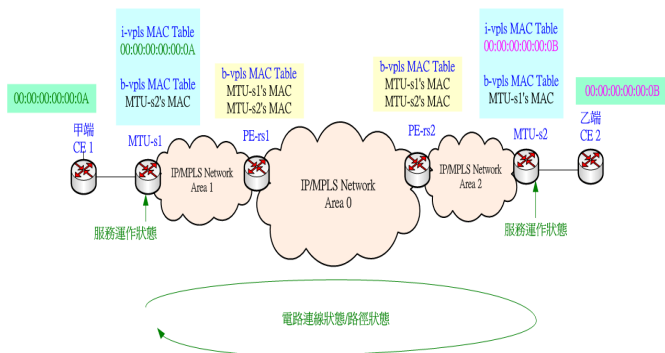 i-vpls MAC Table
00:00:00:00:00:0A
b-vpls MAC Table
MTU-s2's MAC
b-vpls MAC Table
MTU-s1's MAC
MTU-s2's MAC
b-vpls MAC Table
MTU-s1's MAC
MTU-s2's MAC
i-vpls MAC Table
00:00:00:00:00:0B
b-vpls MAC Table
MTU-s1's MAC
00:00:00:00:00:0A
00:00:00:00:00:0B
甲端
CE 1
MTU-s1
PE-rs1
PE-rs2
MTU-s2
乙端
CE 2
IP/MPLS Network
Area 1
IP/MPLS Network
Area 0
IP/MPLS Network
Area 2
服務運作狀態
服務運作狀態
電路連線狀態/路徑狀態